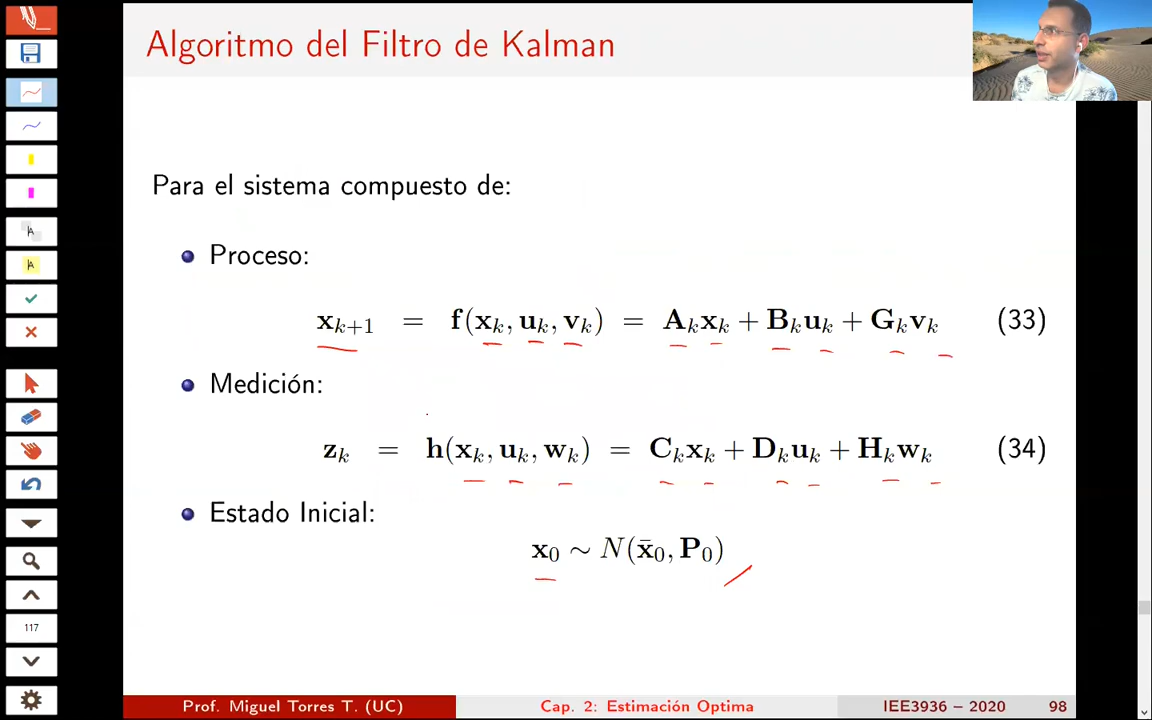 Algoritmo del Filtro de Kalman
Para el sistema compuesto de:
Proceso:
x_{k+1} = f(x_k, u_k, v_k) = A_k x_k + B_k u_k + G_k v_k (33)
Medición:
z_k = h(x_k, u_k, w_k) = C_k x_k + D_k u_k + H_k w_k (34)
Estado Inicial:
x_0 ∼ N(x̄_0, P_0)
A
A
117
Prof. Miguel Torres T. (UC) Cap. 2: Estimación Optima IEE3936 – 2020 98